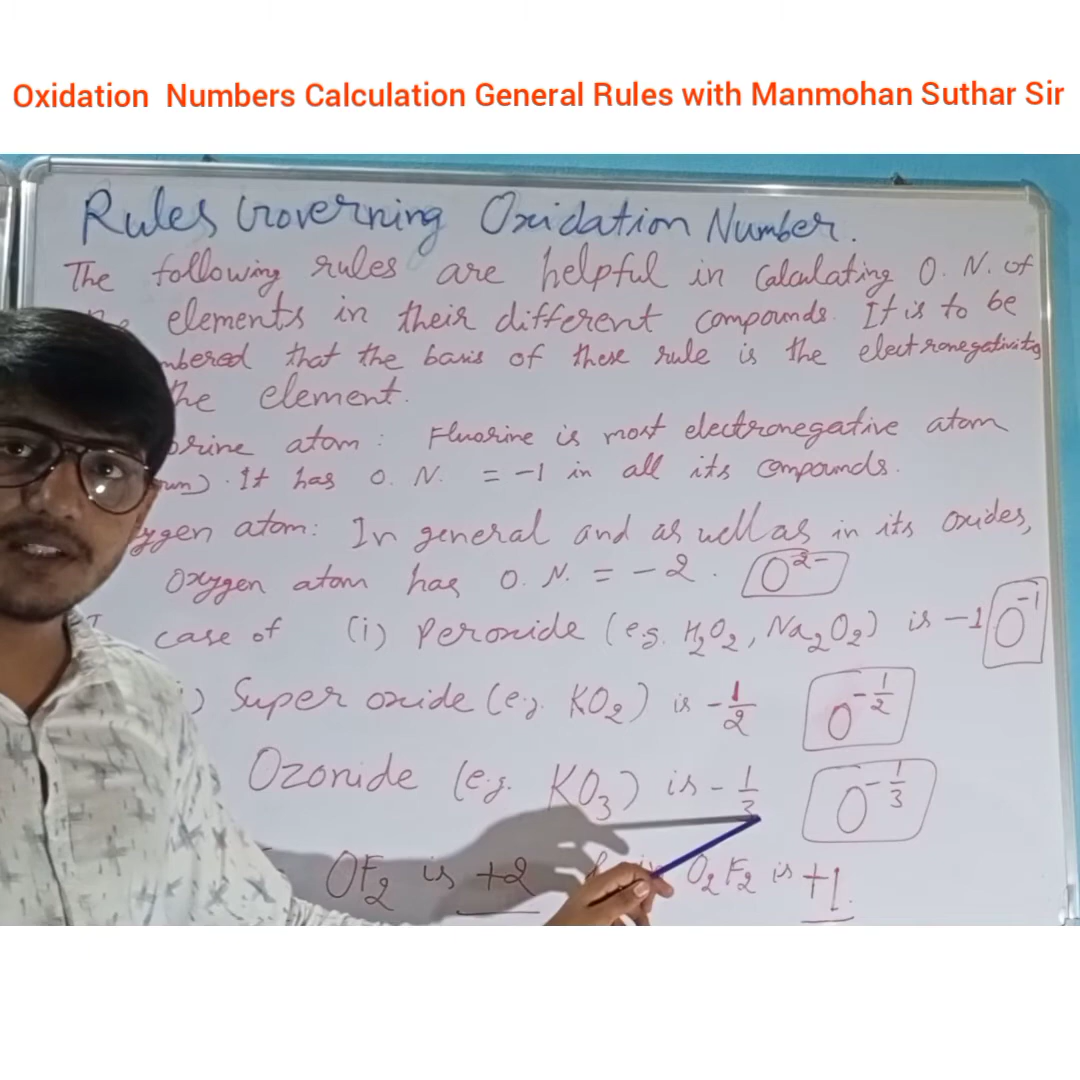 Oxidation Numbers Calculation General Rules with Manmohan Suthar Sir
Rules Governing Oxidation Number.
The following rules are helpful in Calculating O. N. of
elements in their different compounds. It is to be
mbered that the basis of these rule is the electronegativity
he element.
orine atom: Fluorine is most electronegative atom
wn). It has O. N. = -1 in all its compounds.
ygen atom: In general and as well as in its oxides,
Oxygen atom has O. N. = -2. O²⁻
case of (i) Peroxide (e.g. H₂O₂, Na₂O₂) is -1 O⁻¹
) Super oxide (e.g. KO₂) is -1/2 O^-1/2
Ozonide (e.g. KO₃) is -1/3 O^-1/3
OF₂ is +2 O₂F₂ is +1.